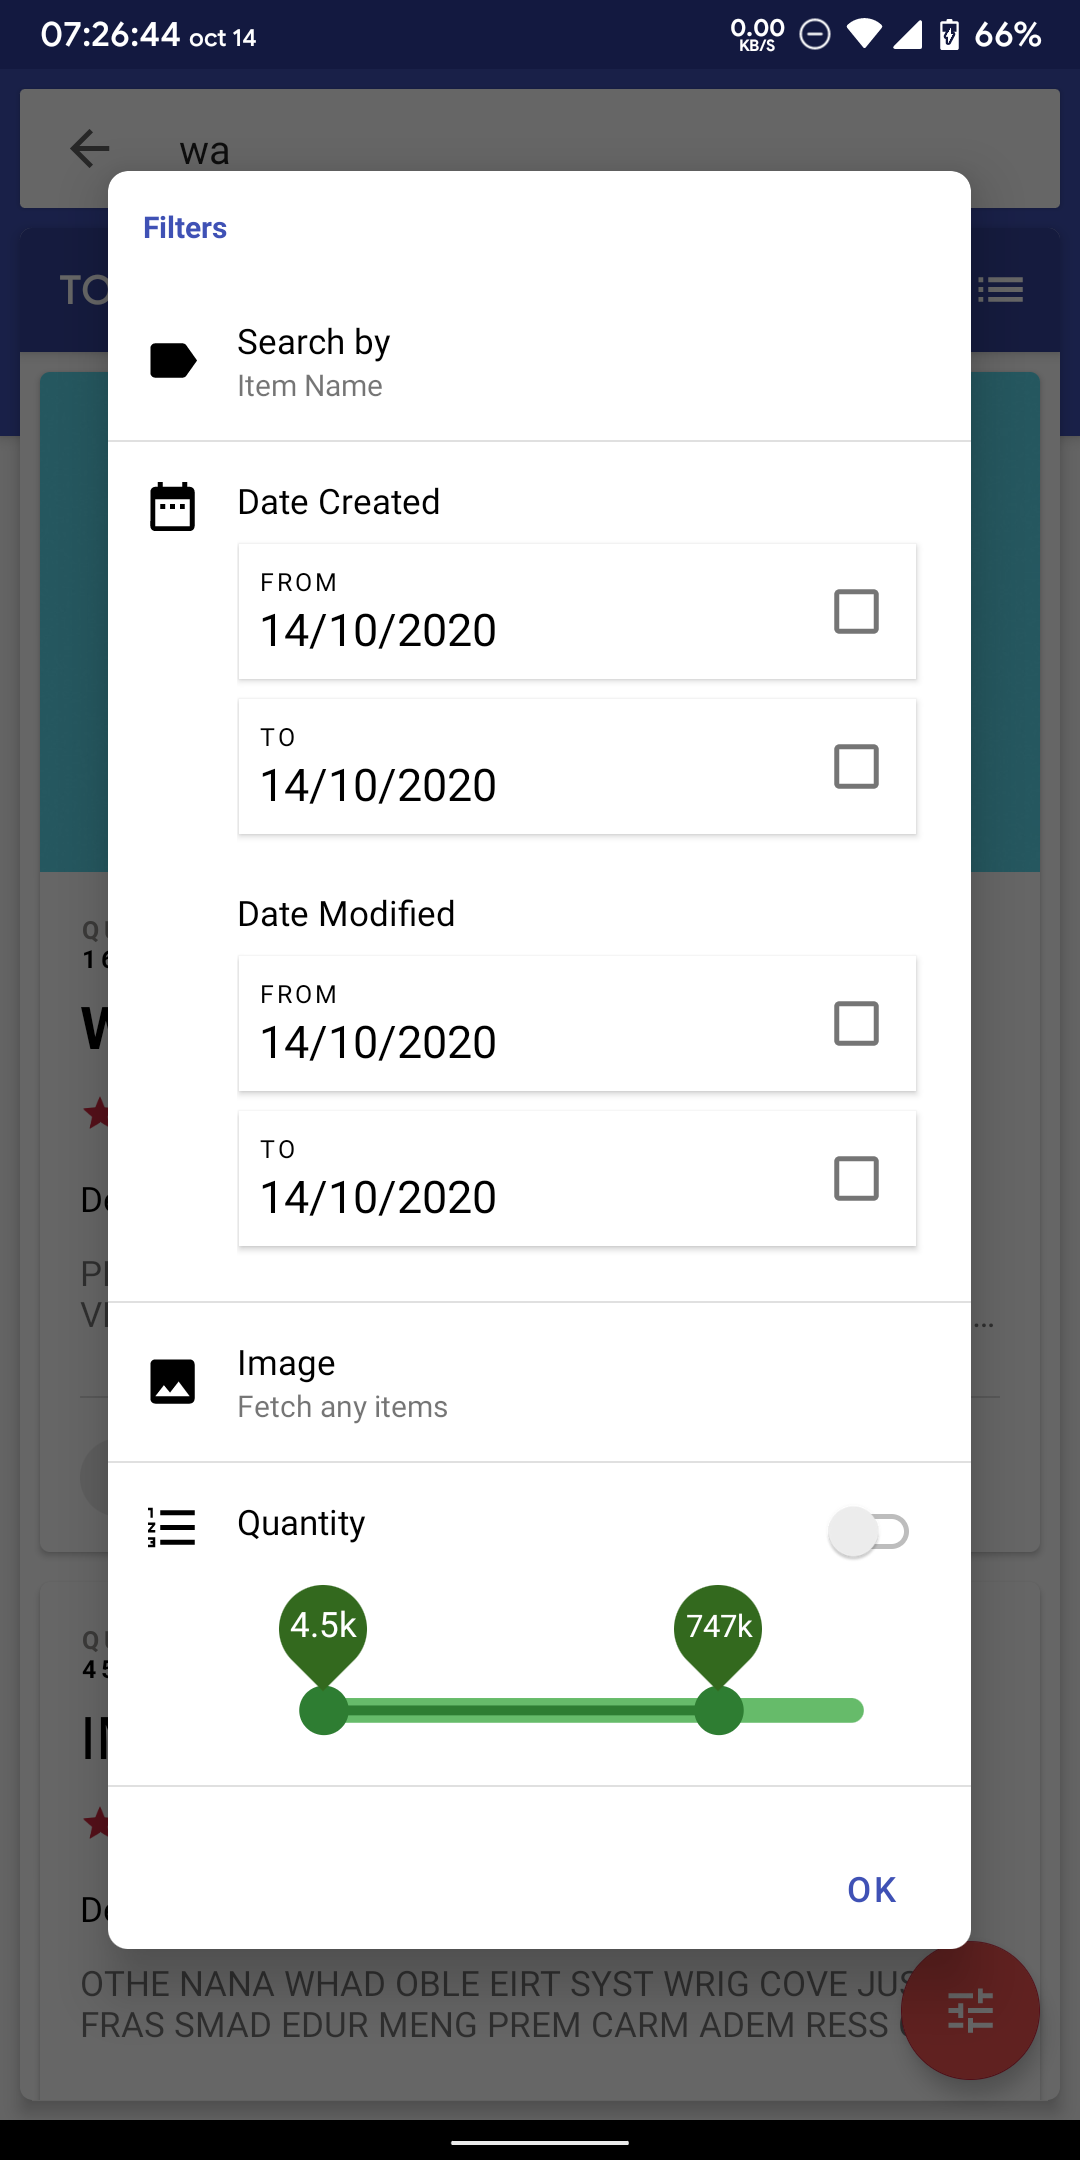 07:26:44 oct 14
0.00
KB/S
66%
wa
TO
Filters
Search by
Item Name
Date Created
FROM
14/10/2020
TO
14/10/2020
Date Modified
FROM
14/10/2020
TO
14/10/2020
Image
Fetch any items
1
2
3
Quantity
4.5k
747k
OK
OTHE NANA WHAD OBLE EIRT SYST WRIG COVE
FRAS SMAD EDUR MENG PREM CARM ADEM RESS